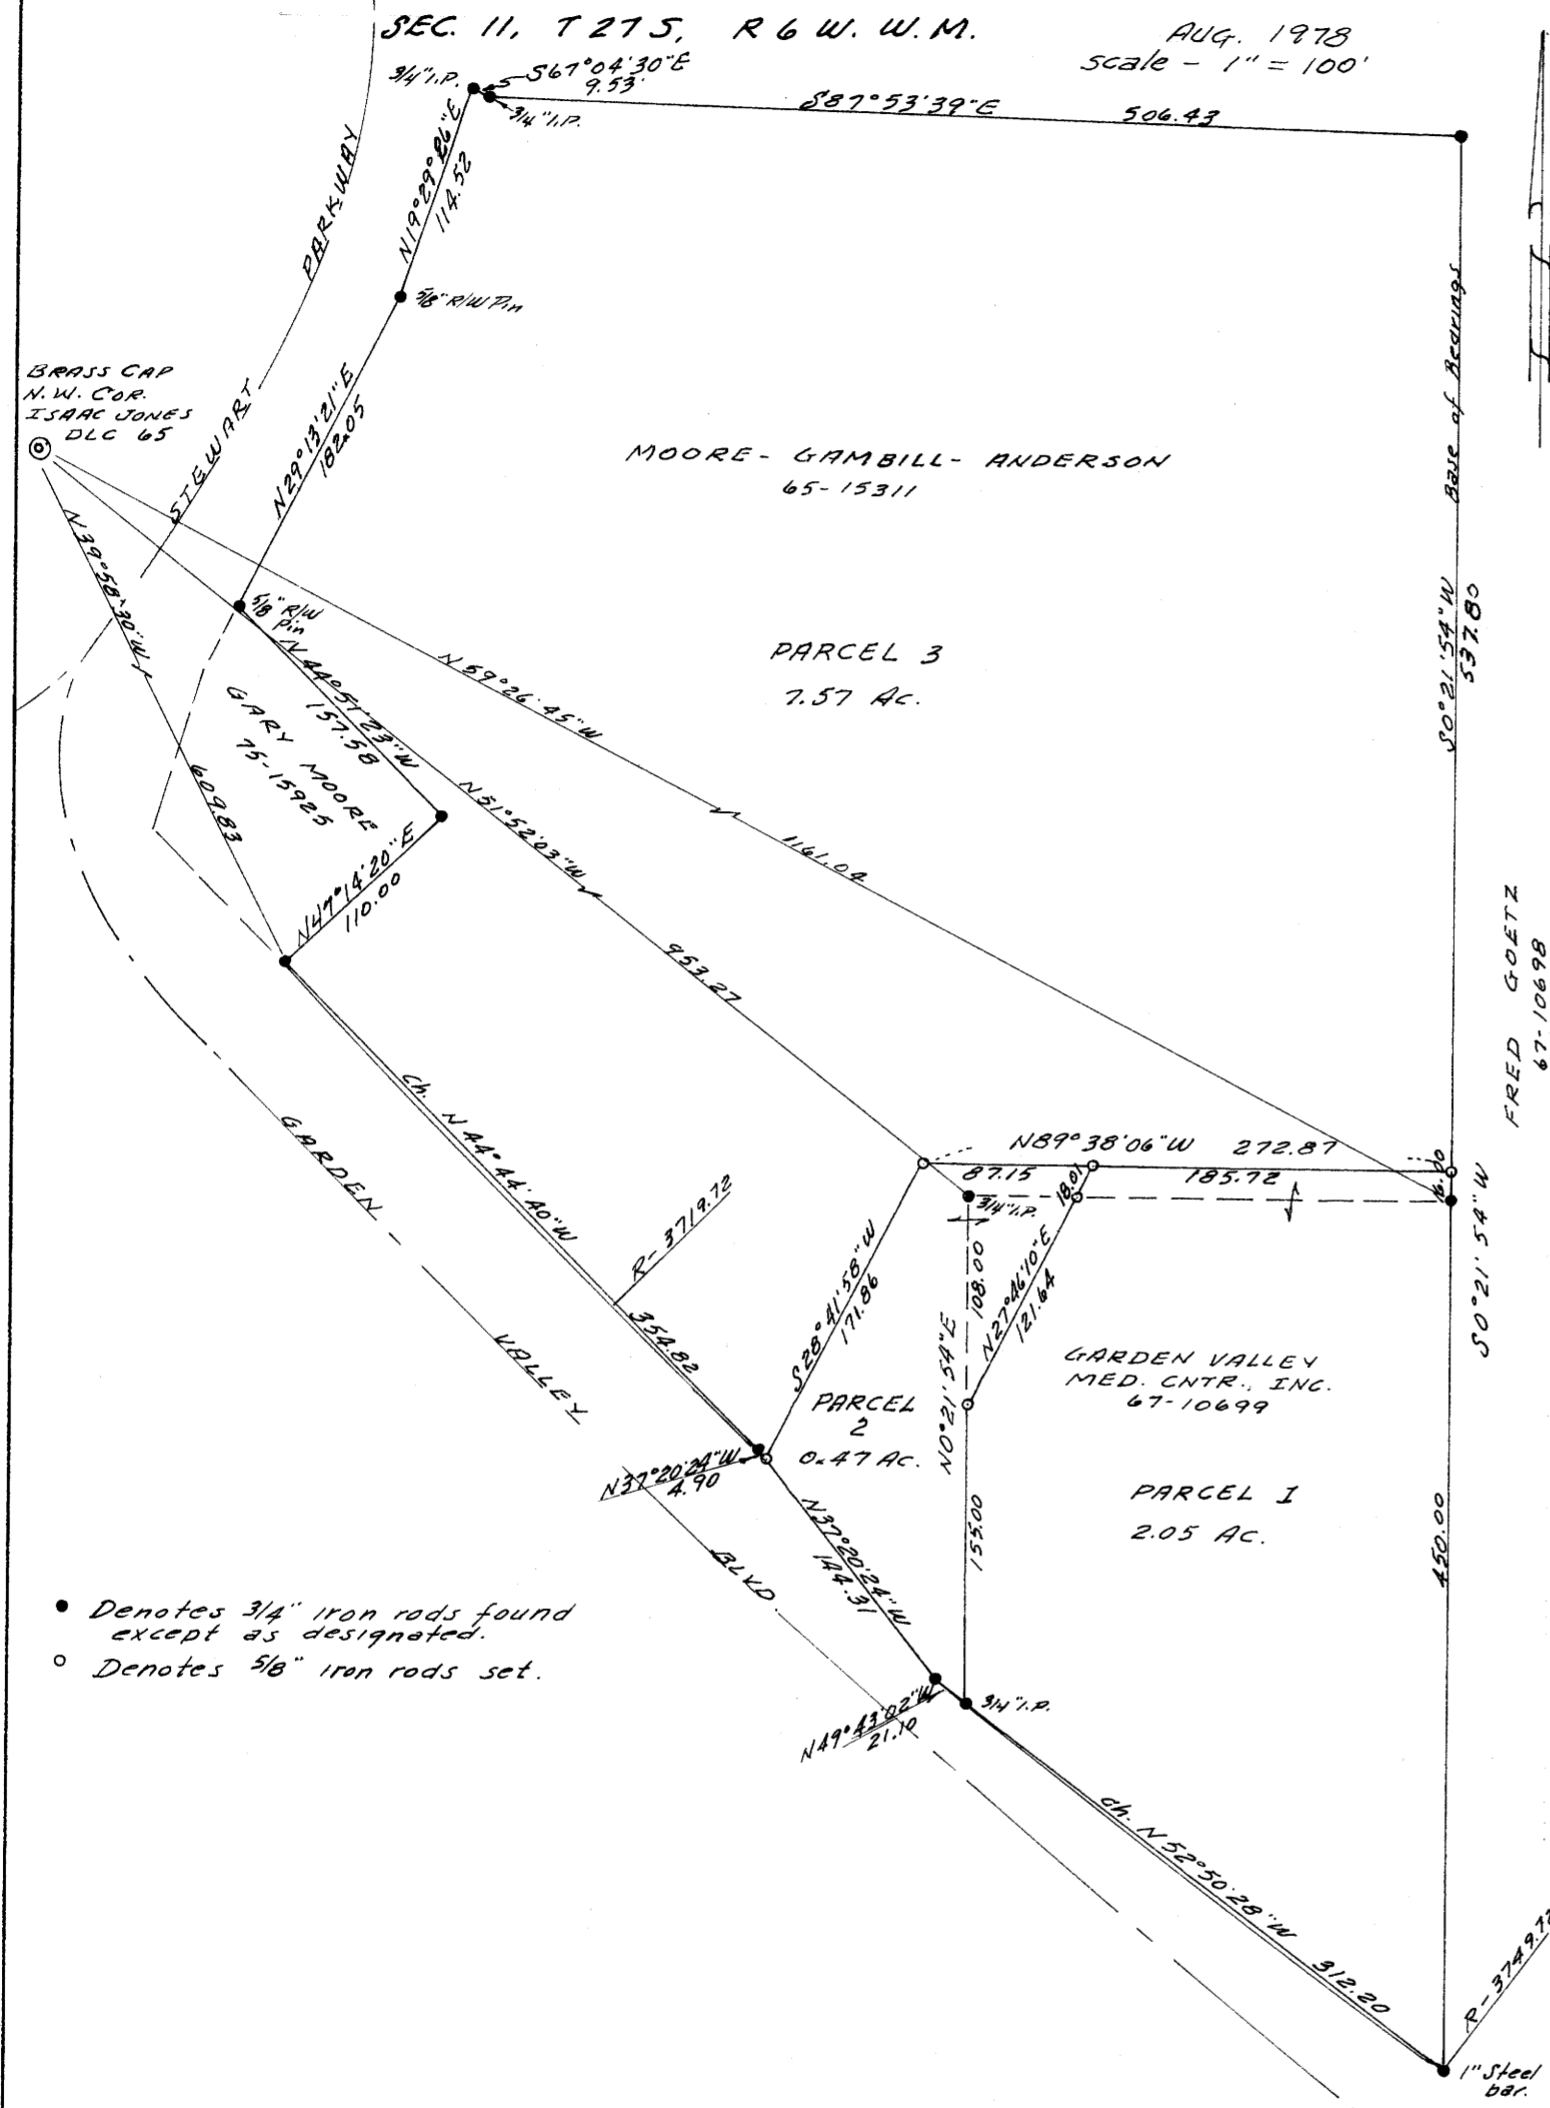 SEC. 11, T 27 S, R 6 W. W.M.
AUG. 1978
scale - 1" = 100'
3/4" I.P.
S67°04'30"E
9.53'
3/4" I.P.
S87°53'39"E 506.43
N19°29'26"E
114.52
PARKWAY
5/8" R/W Pin
BRASS CAP
N.W. COR.
ISAAC JONES
DLC 65
STEWART
N29°13'21"E
182.05
Base of Bearings
MOORE - GAMBILL - ANDERSON
65-15311
N39°58'30"W
609.83
5/8" R/W
Pin
N44°51'23"W
157.58
GARY MOORE
75-15925
N59°26'45"W
1161.04
PARCEL 3
7.57 AC.
S0°21'54"W
537.80
N51°52'03"W
953.27
N47°14'20"E
110.00
FRED GOETZ
67-10698
Ch. N44°44'40"W
354.82
R-3719.72
GARDEN
VALLEY
BLVD.
N89°38'06"W 272.87
87.15
185.72
18.01
16.00
3/4" I.P.
S28°41'58"W
171.86
108.00
N27°46'10"E
121.64
N0°21'54"E
S0°21'54"W
GARDEN VALLEY
MED. CNTR., INC.
67-10699
PARCEL
2
0.47 AC.
N37°20'24"W
4.90
PARCEL 1
2.05 AC.
155.00
450.00
N37°20'24"W
144.31
● Denotes 3/4" iron rods found
except as designated.
○ Denotes 5/8" iron rods set.
N49°43'02"W
21.10
3/4" I.P.
Ch. N52°50'28"W
312.20
R-3749.72
1" Steel
bar.